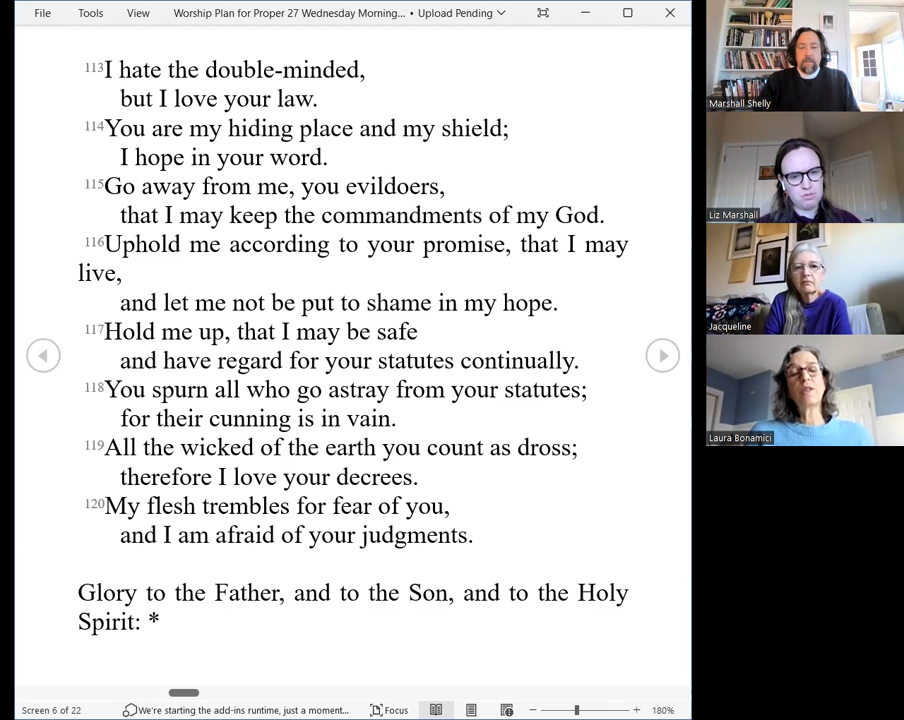 File Tools View Worship Plan for Proper 27 Wednesday Morning... • Upload Pending
113I hate the double-minded,
but I love your law.
114You are my hiding place and my shield;
I hope in your word.
115Go away from me, you evildoers,
that I may keep the commandments of my God.
116Uphold me according to your promise, that I may
live,
and let me not be put to shame in my hope.
117Hold me up, that I may be safe
and have regard for your statutes continually.
118You spurn all who go astray from your statutes;
for their cunning is in vain.
119All the wicked of the earth you count as dross;
therefore I love your decrees.
120My flesh trembles for fear of you,
and I am afraid of your judgments.
Glory to the Father, and to the Son, and to the Holy
Spirit: *
Screen 6 of 22 We're starting the add-ins runtime, just a moment... Focus 180%
Marshall Shelly
Liz Marshall
Jacqueline
Laura Bonamici